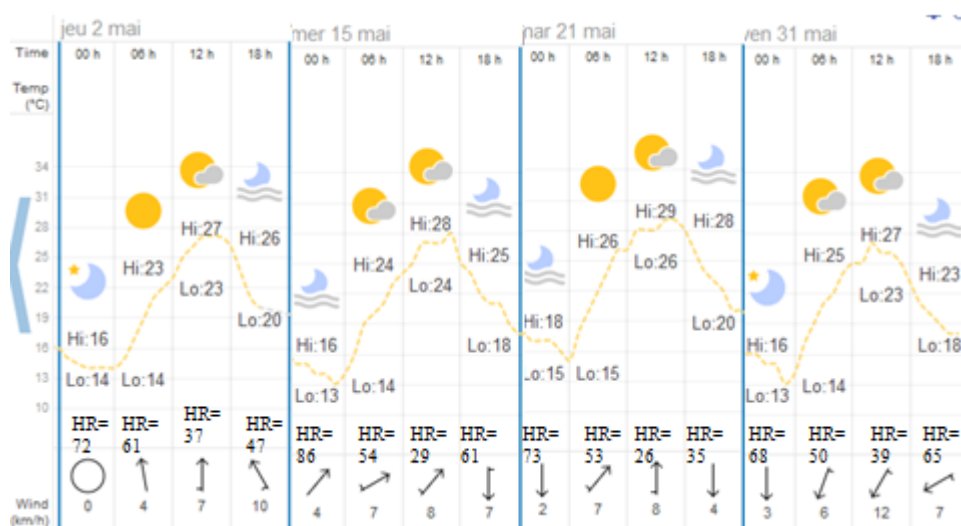 jeu 2 mai
mer 15 mai
mar 21 mai
ven 31 mai
Time 00 h 06 h 12 h 18 h 00 h 06 h 12 h 18 h 00 h 06 h 12 h 18 h 00 h 06 h 12 h 18 h
Temp
(°C)
34
31
28
25
22
19
16
13
10
Hi:16 Hi:23 Hi:27 Hi:26
Lo:14 Lo:14 Lo:23 Lo:20
Hi:16 Hi:24 Hi:28 Hi:25
Lo:13 Lo:14 Lo:24 Lo:18
Hi:18 Hi:26 Hi:29 Hi:28
Lo:15 Lo:15 Lo:26 Lo:20
Hi:16 Hi:25 Hi:27 Hi:23
Lo:13 Lo:14 Lo:23 Lo:18
HR= HR= HR= HR= HR= HR= HR= HR= HR= HR= HR= HR= HR= HR= HR= HR=
72 61 37 47 86 54 29 61 73 53 26 35 68 50 39 65
Wind 0 4 7 10 4 7 8 7 2 7 8 4 3 6 12 7
(km/h)